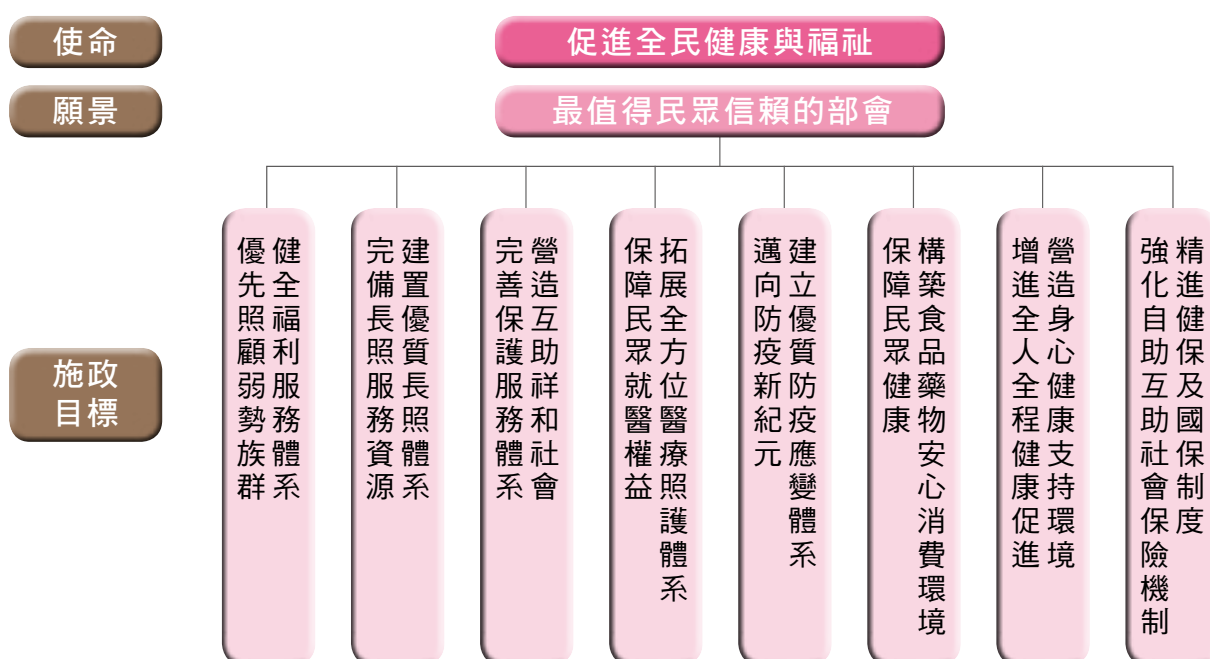 使命
促進全民健康與福祉
願景
最值得民眾信賴的部會
施政
目標
健全福利服務體系
優先照顧弱勢族群
建置優質長照體系
完備長照服務資源
營造互助祥和社會
完善保護服務體系
拓展全方位醫療照護體系
保障民眾就醫權益
建立優質防疫應變體系
邁向防疫新紀元
構築食品藥物安心消費環境
保障民眾健康
營造身心健康支持環境
增進全人全程健康促進
精進健保及國保制度
強化自助互助社會保險機制